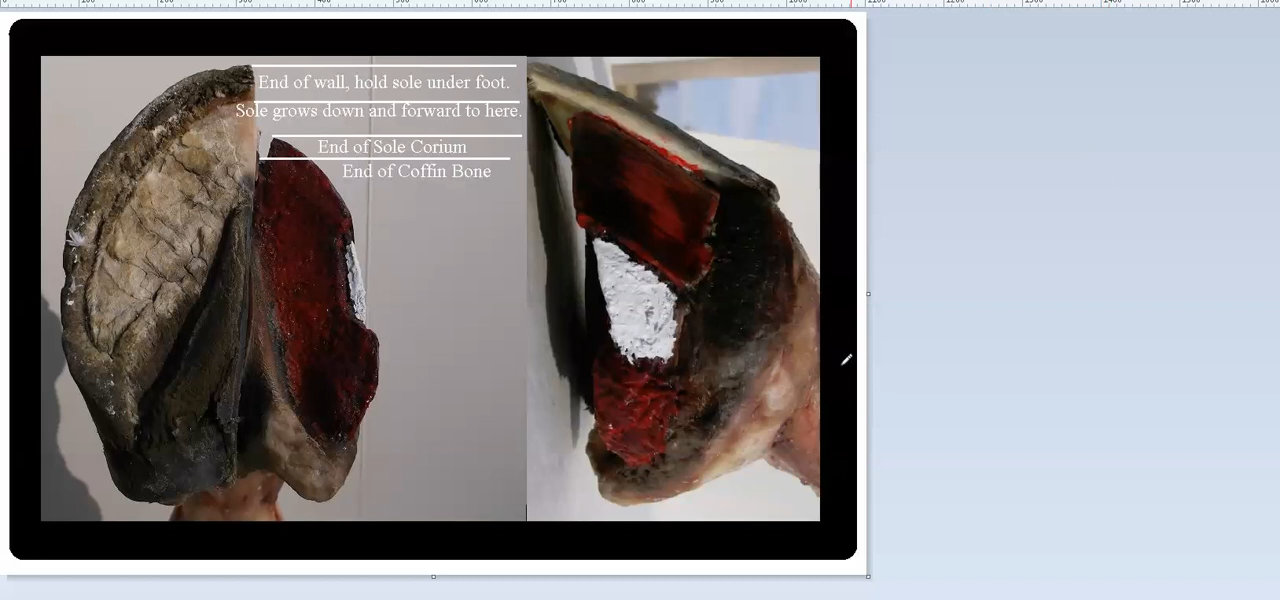 End of wall, hold sole under foot.
Sole grows down and forward to here.
End of Sole Corium
End of Coffin Bone